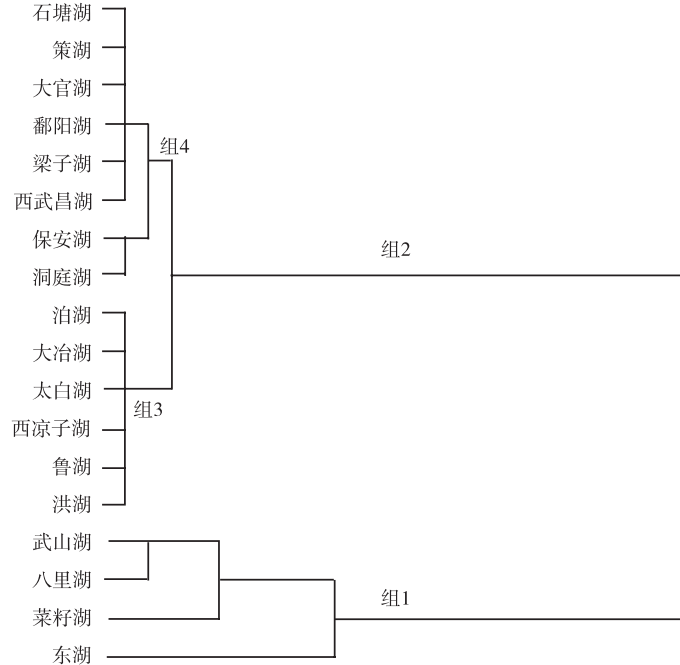 石塘湖
策湖
大官湖
鄱阳湖
组4
梁子湖
西武昌湖
保安湖
组2
洞庭湖
泊湖
大冶湖
太白湖
组3
西凉子湖
鲁湖
洪湖
武山湖
八里湖
组1
菜籽湖
东湖